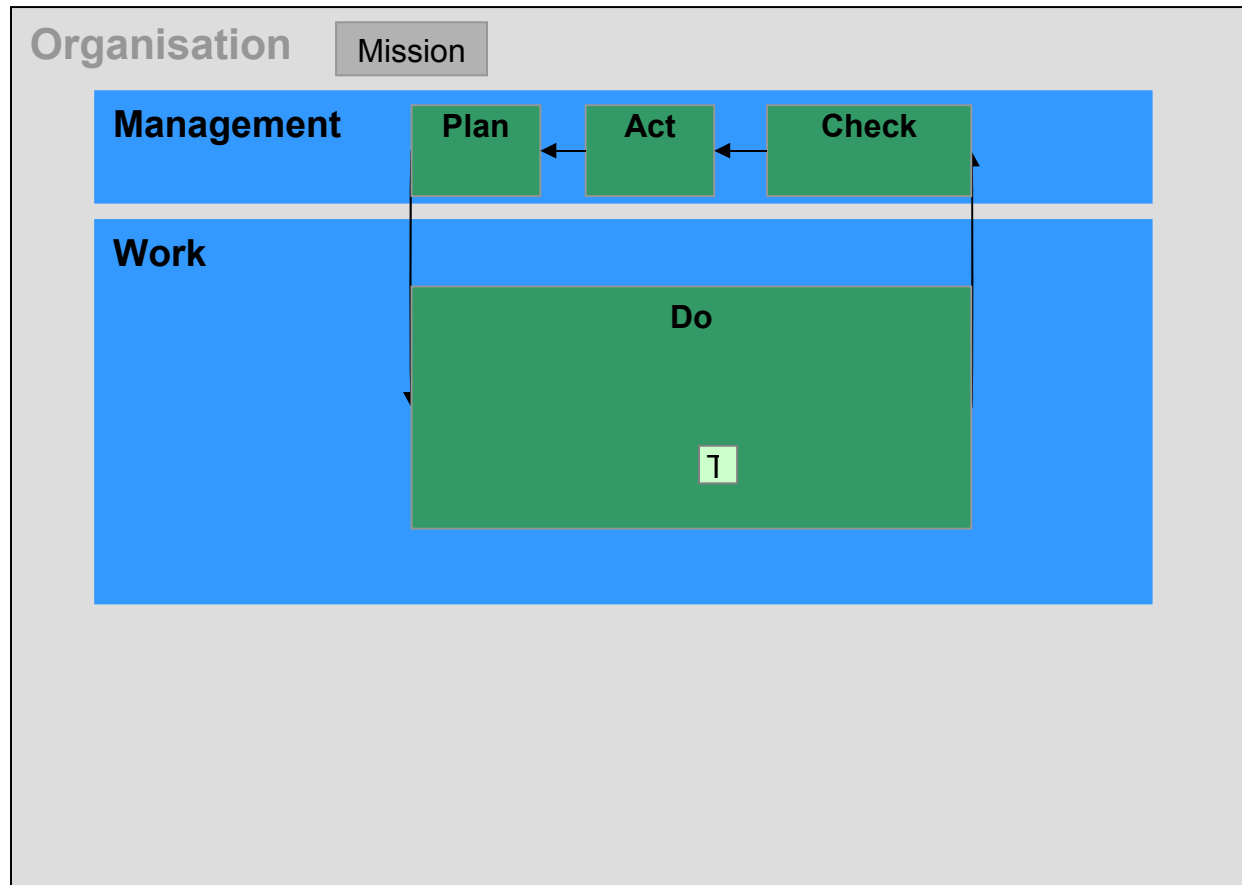 Organisation
Mission
Management
Plan
Act
Check
Work
Do
T